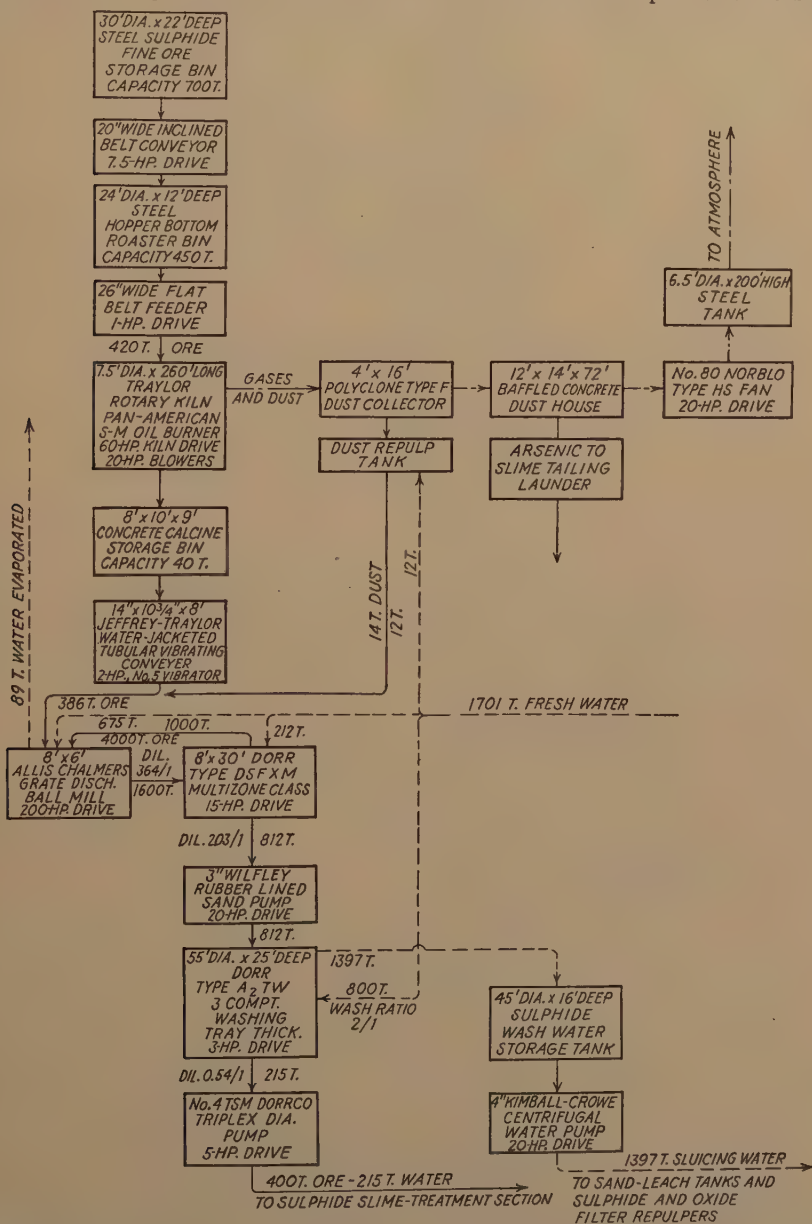 30' DIA. x 22' DEEP
STEEL SULPHIDE
FINE ORE
STORAGE BIN
CAPACITY 700T.
20" WIDE INCLINED
BELT CONVEYOR
7.5-HP. DRIVE
24' DIA. x 12' DEEP
STEEL
HOPPER BOTTOM
ROASTER BIN
CAPACITY 450 T.
26" WIDE FLAT
BELT FEEDER
1-HP. DRIVE
420 T. ORE
7.5' DIA. x 260' LONG
TRAYLOR
ROTARY KILN
PAN-AMERICAN
S-M OIL BURNER
60-HP. KILN DRIVE
20-HP. BLOWERS
GASES
AND DUST
4' x 16'
POLYCLONE TYPE F
DUST COLLECTOR
12' x 14' x 72'
BAFFLED CONCRETE
DUST HOUSE
No. 80 NORBLO
TYPE HS FAN
20-HP. DRIVE
6.5' DIA. x 200' HIGH
STEEL
TANK
TO ATMOSPHERE
DUST REPULP
TANK
ARSENIC TO
SLIME TAILING
LAUNDER
8' x 10' x 9'
CONCRETE CALCINE
STORAGE BIN
CAPACITY 40 T.
14" x 10 3/4" x 8'
JEFFREY-TRAYLOR
WATER-JACKETED
TUBULAR VIBRATING
CONVEYER
2-HP., No. 5 VIBRATOR
89 T. WATER EVAPORATED
14 T. DUST
12 T.
12 T.
386 T. ORE
1701 T. FRESH WATER
675 T.
1000 T.
212 T.
4000 T. ORE
8' x 6'
ALLIS CHALMERS
GRATE DISCH.
BALL MILL
200-HP. DRIVE
DIL.
364/1
1600 T.
8' x 30' DORR
TYPE DSFXM
MULTIZONE CLASS
15-HP. DRIVE
DIL. 203/1
812 T.
3" WILFLEY
RUBBER LINED
SAND PUMP
20-HP. DRIVE
812 T.
55' DIA. x 25' DEEP
DORR
TYPE A2 TW
3 COMPT.
WASHING
TRAY THICK.
3-HP. DRIVE
1397 T.
800 T.
WASH RATIO
2/1
45' DIA. x 16' DEEP
SULPHIDE
WASH WATER
STORAGE TANK
DIL. 0.54/1
215 T.
No. 4 TSM DORRCO
TRIPLEX DIA.
PUMP
5-HP. DRIVE
4" KIMBALL-CROWE
CENTRIFUGAL
WATER PUMP
20-HP. DRIVE
400 T. ORE - 215 T. WATER
TO SULPHIDE SLIME-TREATMENT SECTION
1397 T. SLUICING WATER
TO SAND-LEACH TANKS AND
SULPHIDE AND OXIDE
FILTER REPULPERS